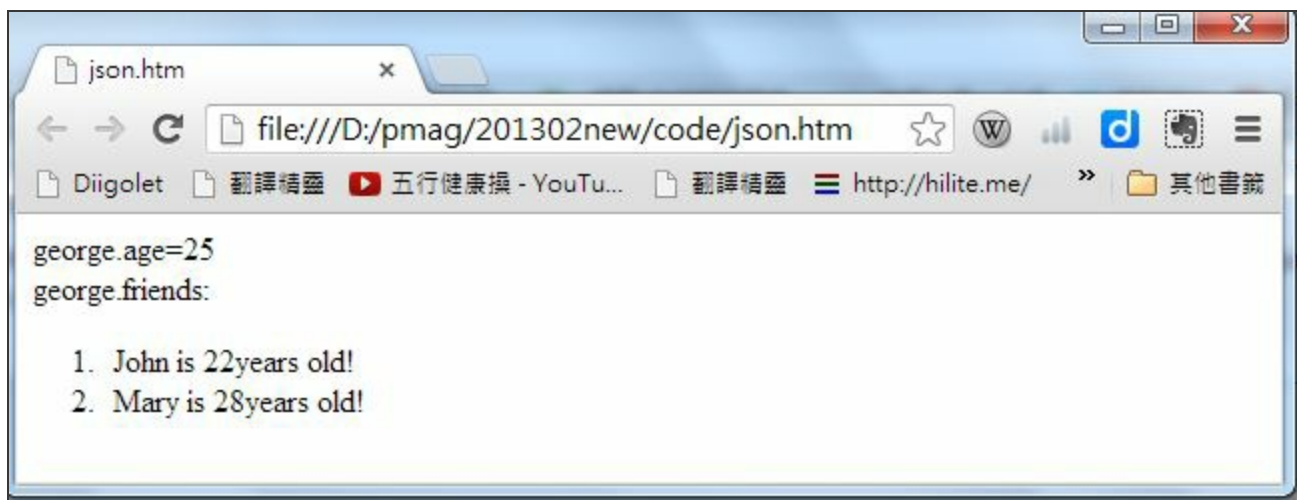 json.htm
file:///D:/pmag/201302new/code/json.htm
W
d
Diigolet 翻譯精靈 五行健康操 - YouTu... 翻譯精靈 http://hilite.me/ » 其他書籤
george.age=25
george.friends:
1. John is 22years old!
2. Mary is 28years old!